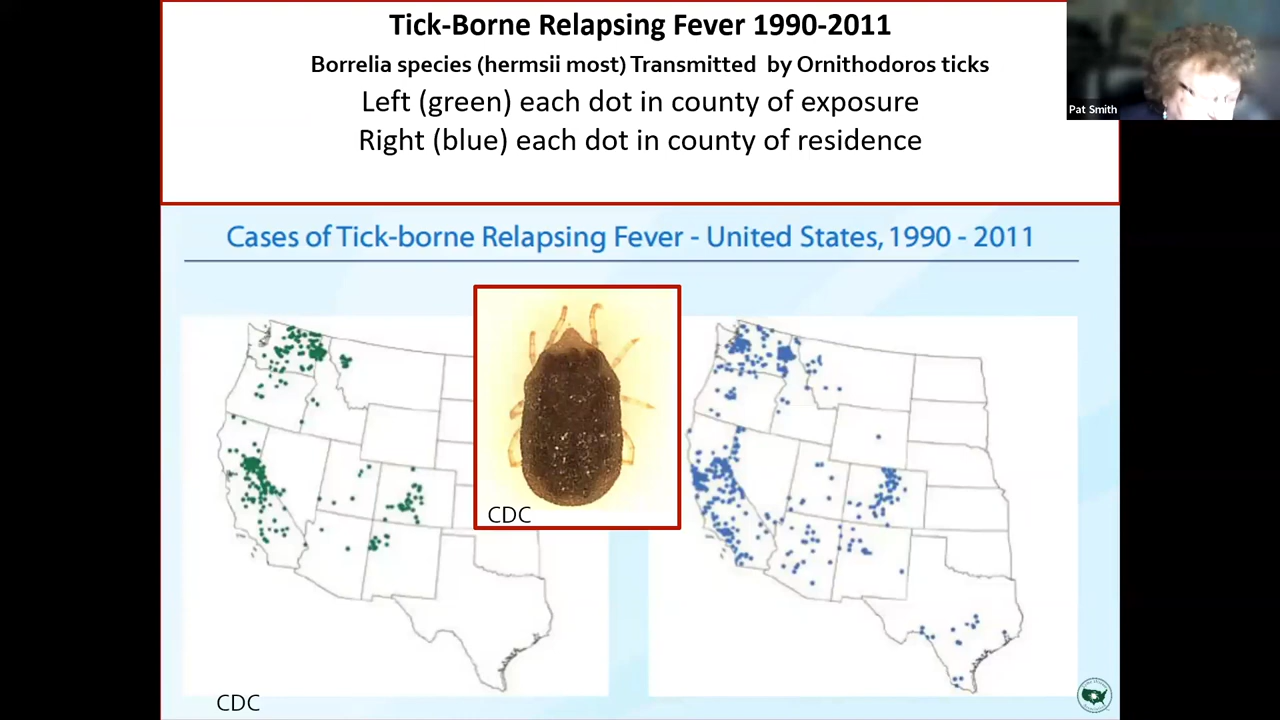 Tick-Borne Relapsing Fever 1990-2011
Borrelia species (hermsii most) Transmitted by Ornithodoros ticks
Left (green) each dot in county of exposure
Right (blue) each dot in county of residence
Pat Smith
Cases of Tick-borne Relapsing Fever - United States, 1990 - 2011
CDC
CDC